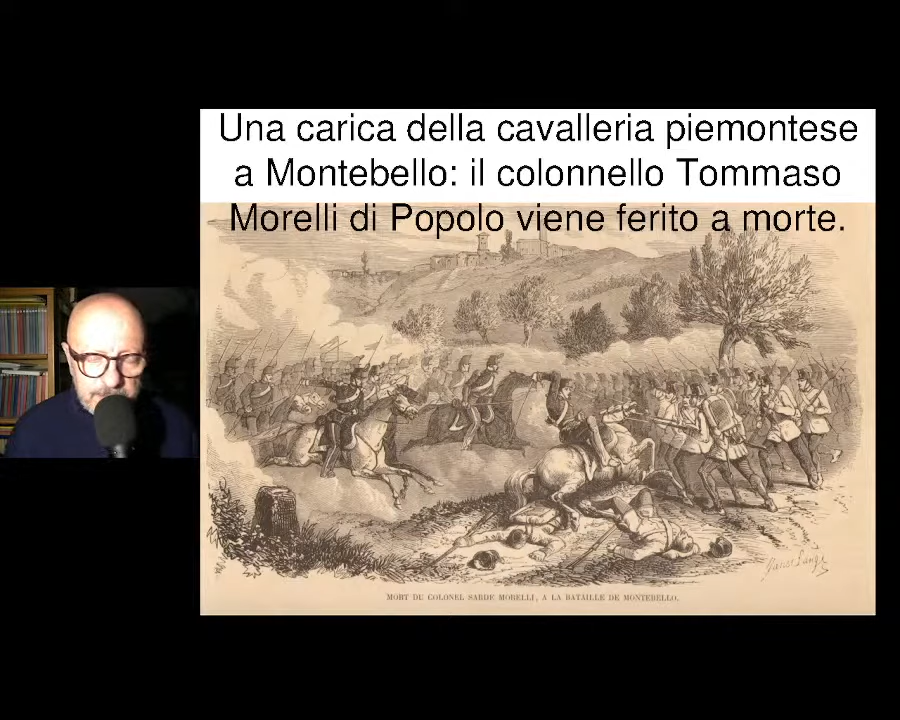 Una carica della cavalleria piemontese
a Montebello: il colonnello Tommaso
Morelli di Popolo viene ferito a morte.
MORT DU COLONEL SARDE MORELLI, A LA BATAILLE DE MONTEBELLO.